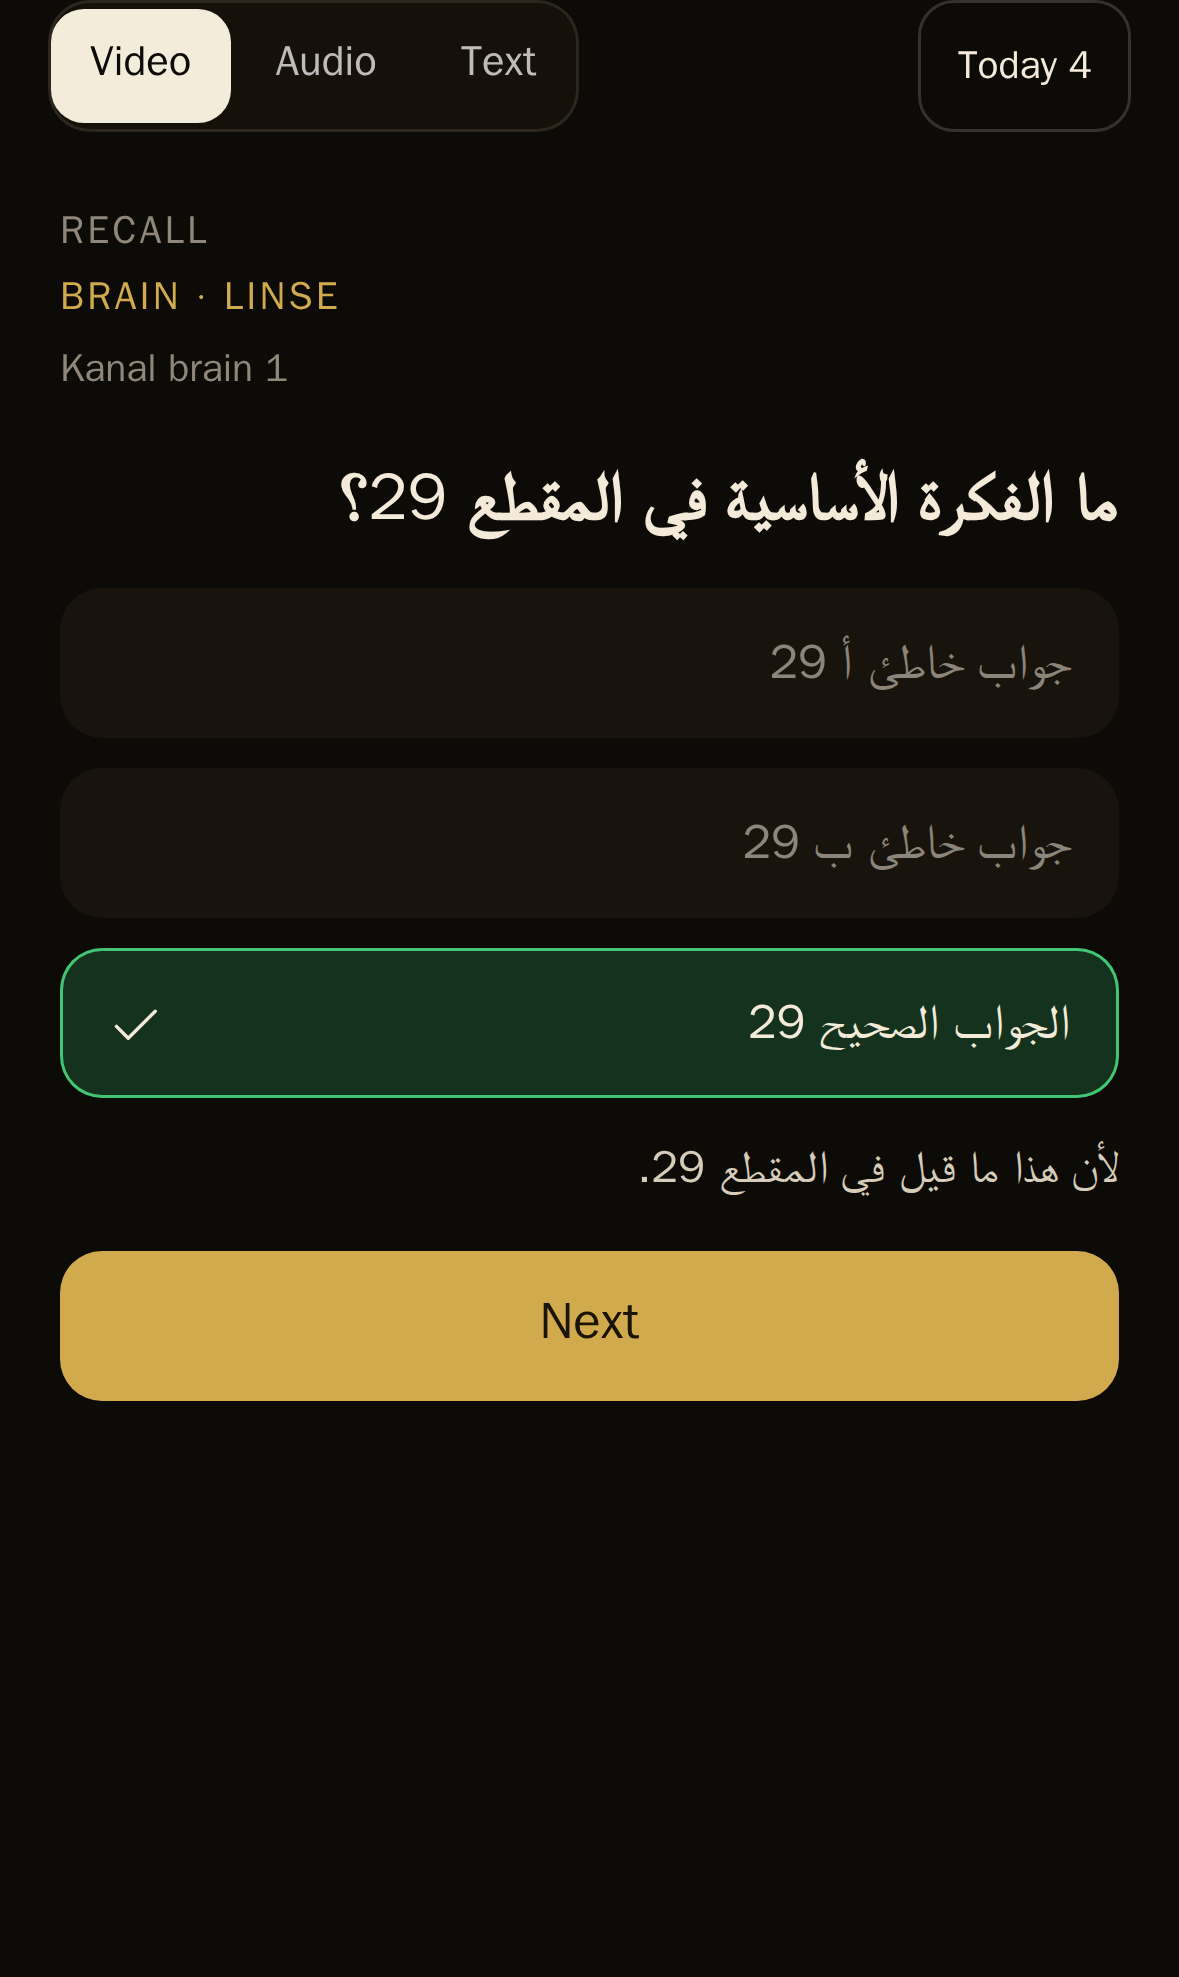 Video Audio Text Today 4
RECALL
BRAIN · LINSE
Kanal brain 1
ما الفكرة الأساسية في المقطع 29؟
جواب خاطئ أ 29
جواب خاطئ ب 29
الجواب الصحيح 29
لأن هذا ما قيل في المقطع 29.
Next